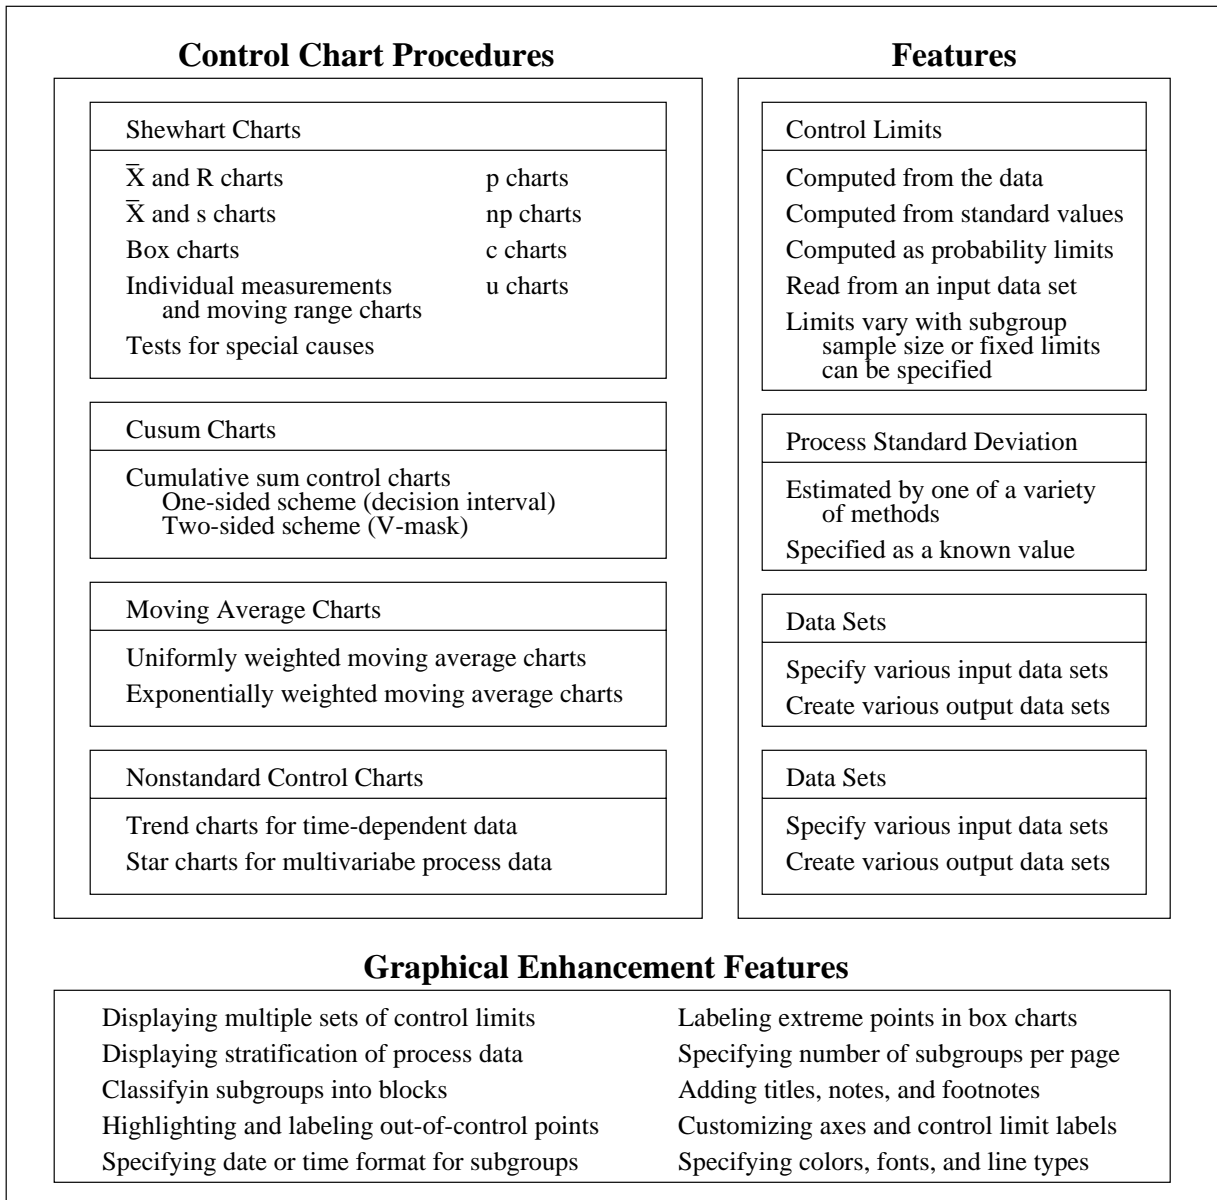 Control Chart Procedures
Shewhart Charts
X̅ and R charts
X̅ and s charts
Box charts
Individual measurements
and moving range charts
Tests for special causes
p charts
np charts
c charts
u charts
Cusum Charts
Cumulative sum control charts
One-sided scheme (decision interval)
Two-sided scheme (V-mask)
Moving Average Charts
Uniformly weighted moving average charts
Exponentially weighted moving average charts
Nonstandard Control Charts
Trend charts for time-dependent data
Star charts for multivariabe process data
Features
Control Limits
Computed from the data
Computed from standard values
Computed as probability limits
Read from an input data set
Limits vary with subgroup
sample size or fixed limits
can be specified
Process Standard Deviation
Estimated by one of a variety
of methods
Specified as a known value
Data Sets
Specify various input data sets
Create various output data sets
Data Sets
Specify various input data sets
Create various output data sets
Graphical Enhancement Features
Displaying multiple sets of control limits
Displaying stratification of process data
Classifyin subgroups into blocks
Highlighting and labeling out-of-control points
Specifying date or time format for subgroups
Labeling extreme points in box charts
Specifying number of subgroups per page
Adding titles, notes, and footnotes
Customizing axes and control limit labels
Specifying colors, fonts, and line types